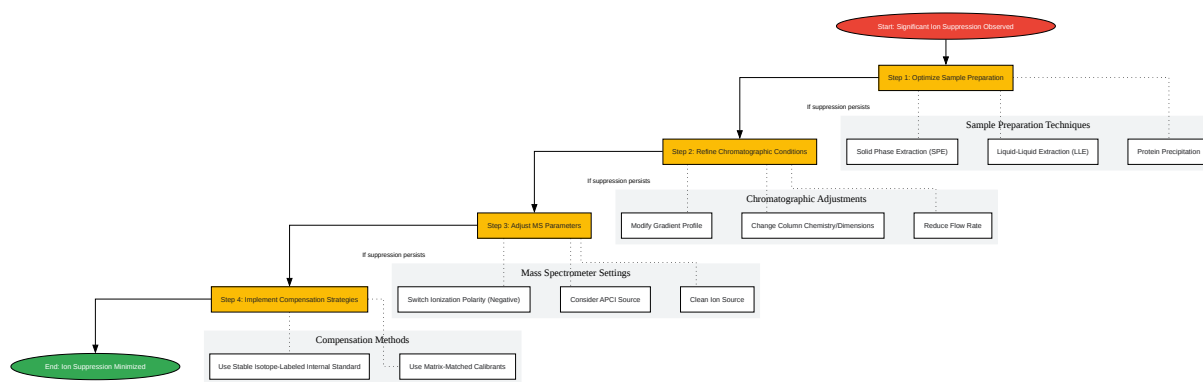 Start: Significant Ion Suppression Observed
Step 1: Optimize Sample Preparation
If suppression persists
Sample Preparation Techniques
Solid Phase Extraction (SPE)
Liquid-Liquid Extraction (LLE)
Protein Precipitation
Step 2: Refine Chromatographic Conditions
If suppression persists
Chromatographic Adjustments
Modify Gradient Profile
Change Column Chemistry/Dimensions
Reduce Flow Rate
Step 3: Adjust MS Parameters
If suppression persists
Mass Spectrometer Settings
Switch Ionization Polarity (Negative)
Consider APCI Source
Clean Ion Source
Step 4: Implement Compensation Strategies
Compensation Methods
Use Stable Isotope-Labeled Internal Standard
Use Matrix-Matched Calibrants
End: Ion Suppression Minimized